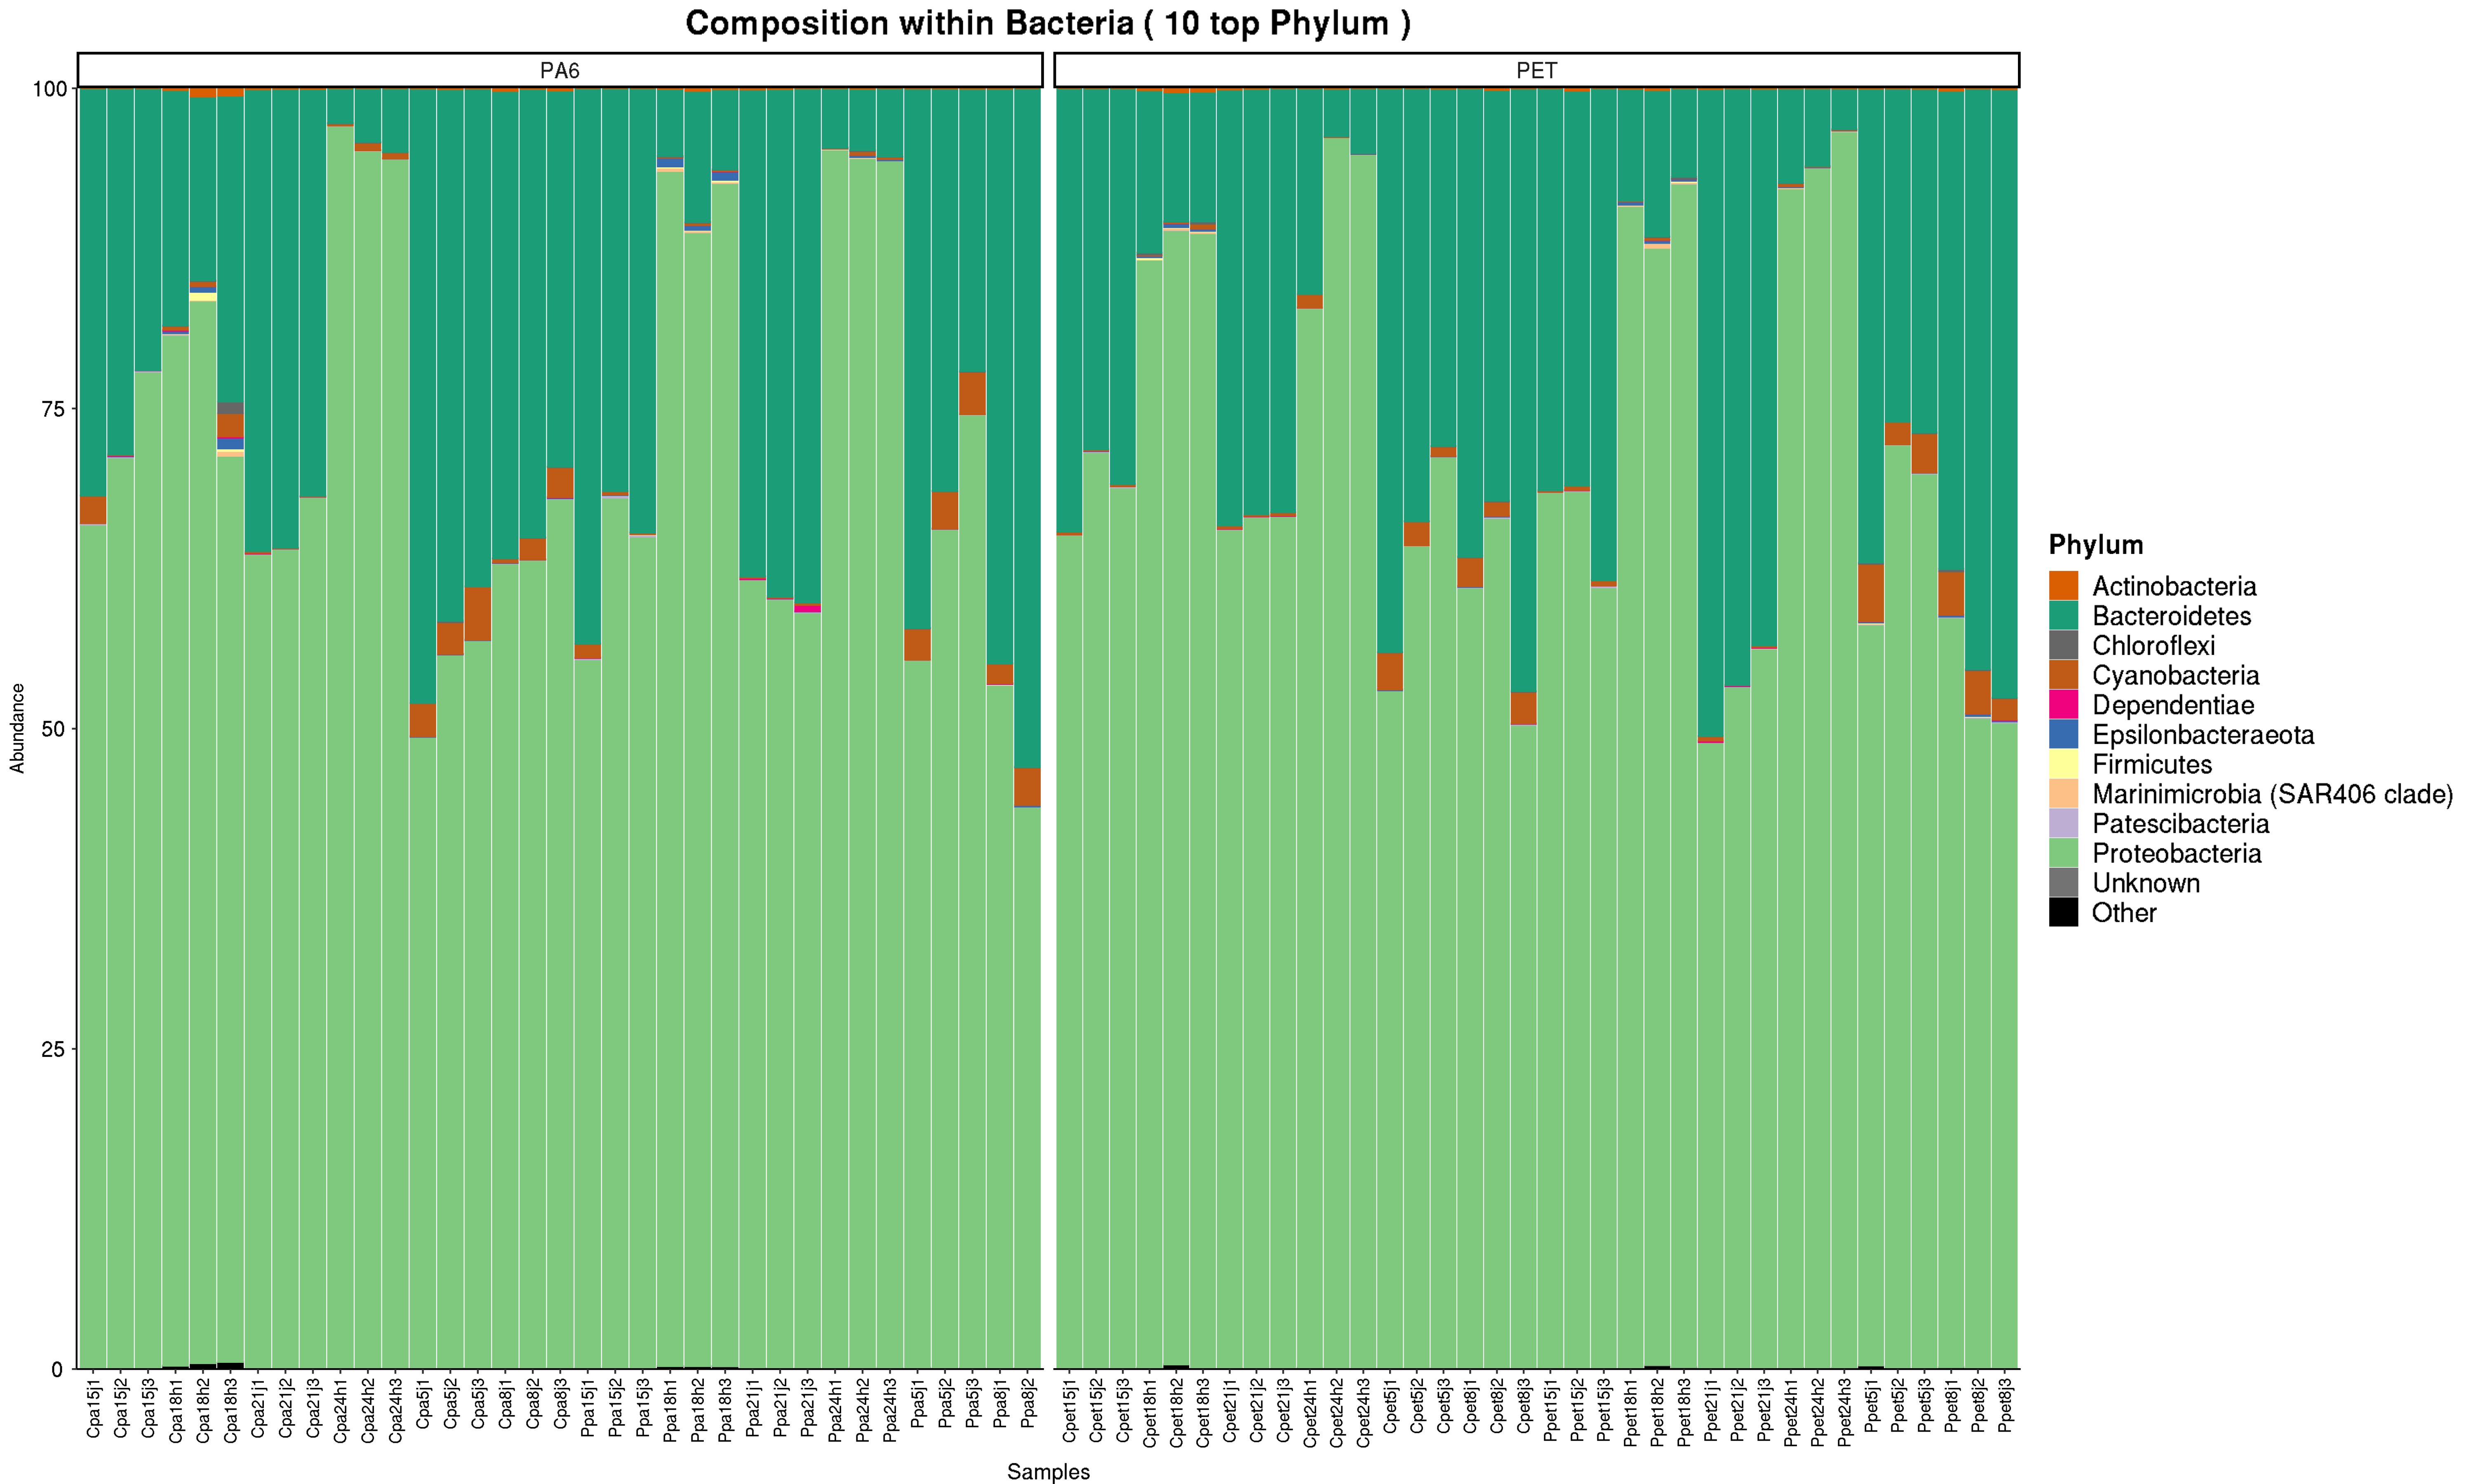 Composition within Bacteria ( 10 top Phylum )
PA6
PET
100
75
50
25
0
Abundance
Cpa15j1
Cpa15j2
Cpa15j3
Cpa18h1
Cpa18h2
Cpa18h3
Cpa21j1
Cpa21j2
Cpa21j3
Cpa24h1
Cpa24h2
Cpa24h3
Cpa5j1
Cpa5j2
Cpa5j3
Cpa8j1
Cpa8j2
Cpa8j3
Ppa15j1
Ppa15j2
Ppa15j3
Ppa18h1
Ppa18h2
Ppa18h3
Ppa21j1
Ppa21j2
Ppa21j3
Ppa24h1
Ppa24h2
Ppa24h3
Ppa5j1
Ppa5j2
Ppa5j3
Ppa8j1
Ppa8j2
Cpet15j1
Cpet15j2
Cpet15j3
Cpet18h1
Cpet18h2
Cpet18h3
Cpet21j1
Cpet21j2
Cpet21j3
Cpet24h1
Cpet24h2
Cpet24h3
Cpet5j1
Cpet5j2
Cpet5j3
Cpet8j1
Cpet8j2
Cpet8j3
Ppet15j1
Ppet15j2
Ppet15j3
Ppet18h1
Ppet18h2
Ppet18h3
Ppet21j1
Ppet21j2
Ppet21j3
Ppet24h1
Ppet24h2
Ppet24h3
Ppet5j1
Ppet5j2
Ppet5j3
Ppet8j1
Ppet8j2
Ppet8j3
Samples
Phylum
Actinobacteria
Bacteroidetes
Chloroflexi
Cyanobacteria
Dependentiae
Epsilonbacteraeota
Firmicutes
Marinimicrobia (SAR406 clade)
Patescibacteria
Proteobacteria
Unknown
Other